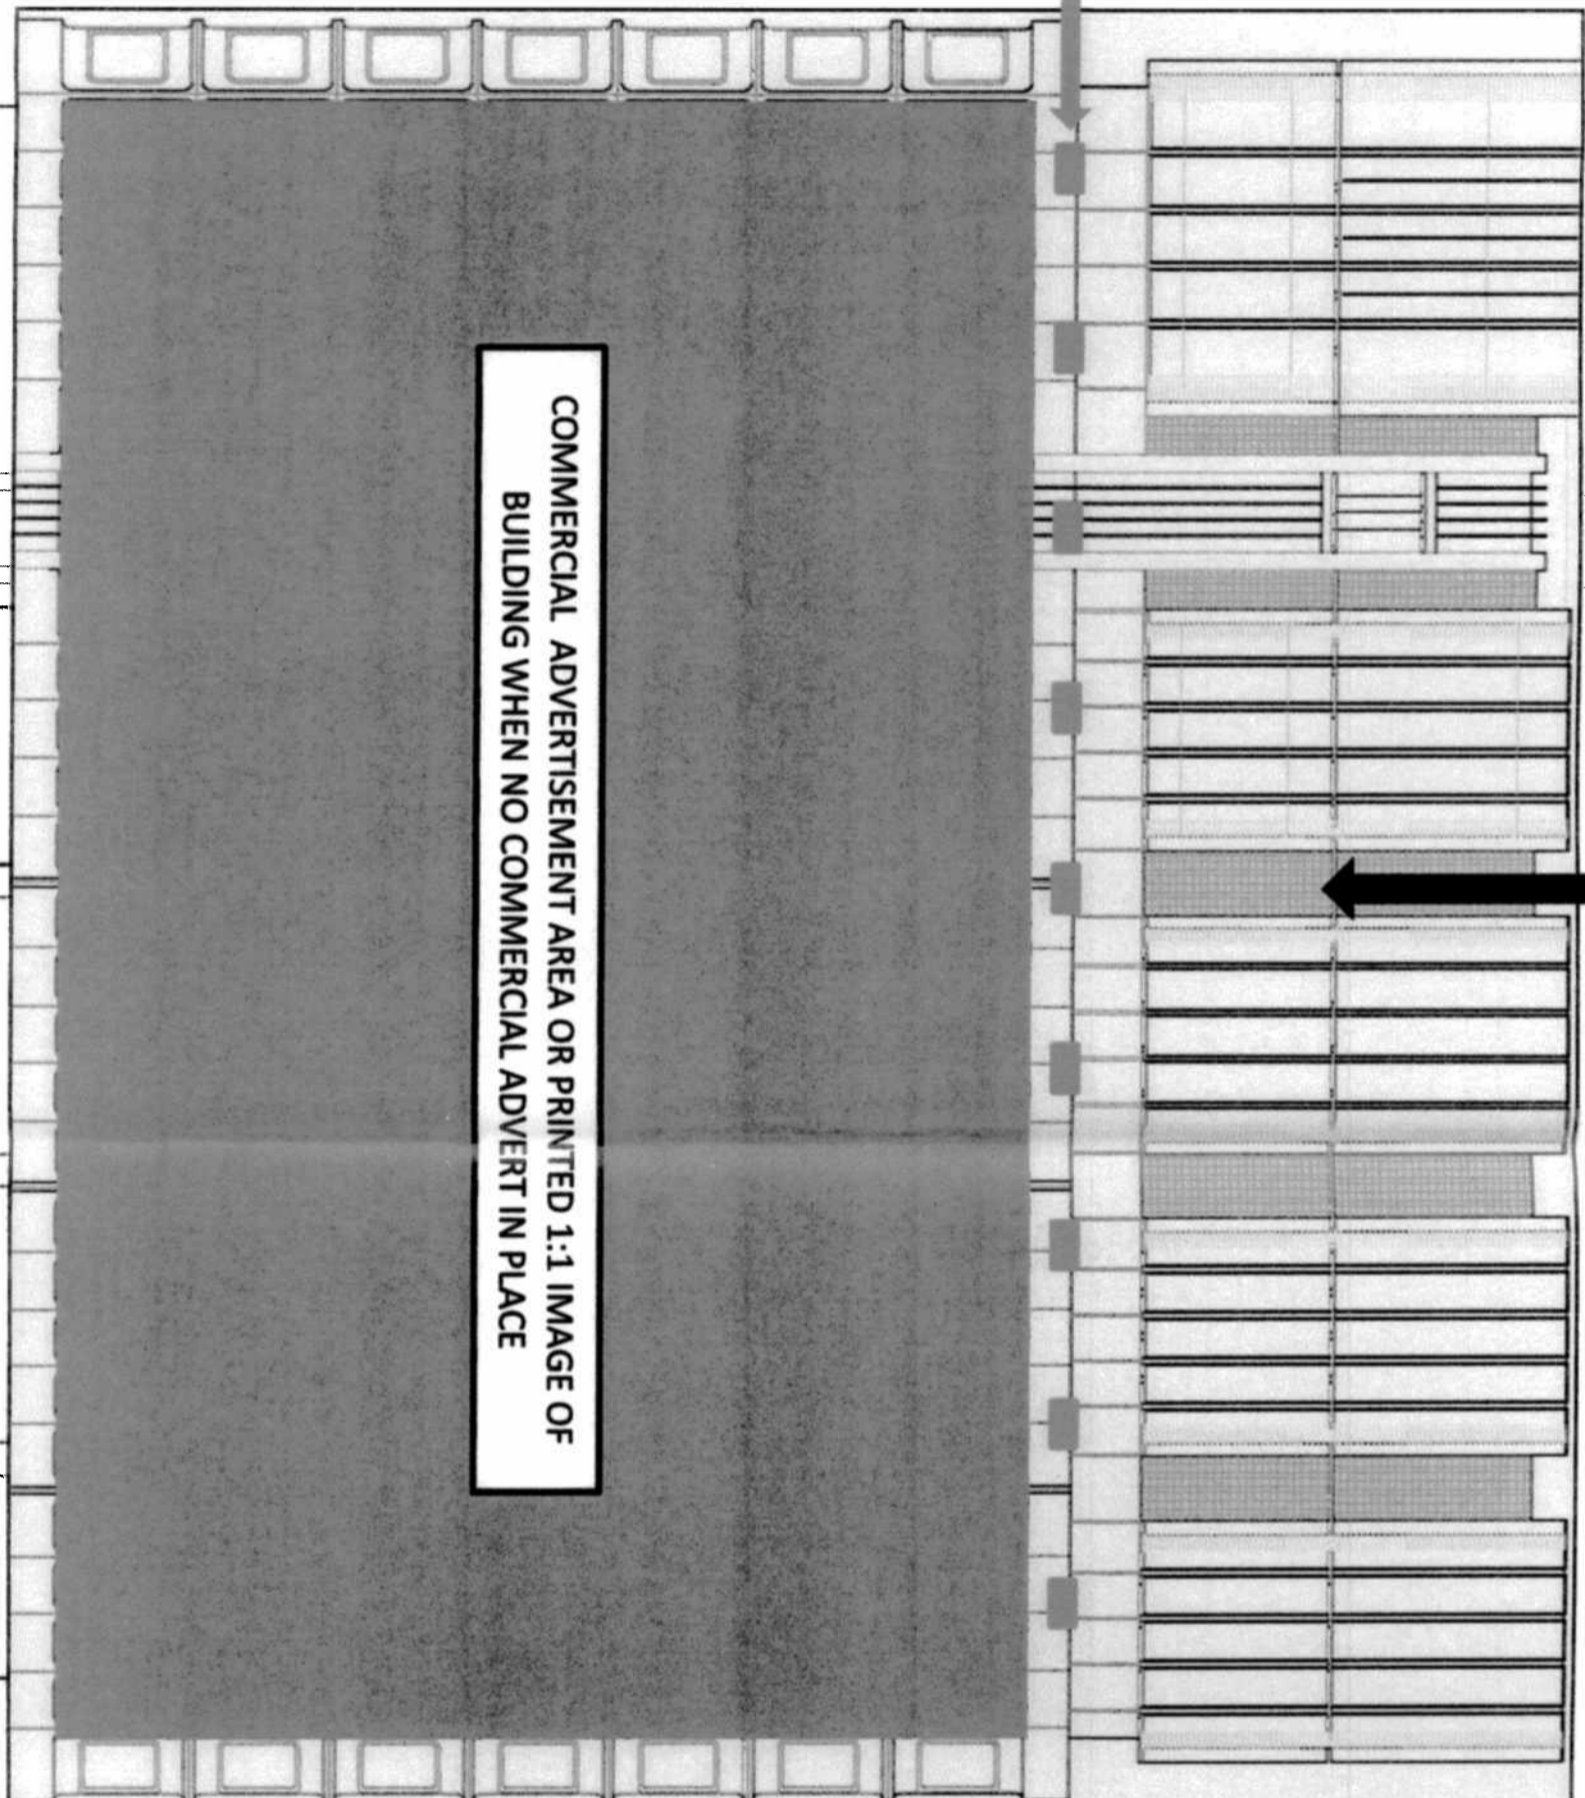 COMMERCIAL ADVERTISEMENT AREA OR PRINTED 1:1 IMAGE OF
BUILDING WHEN NO COMMERCIAL ADVERT IN PLACE